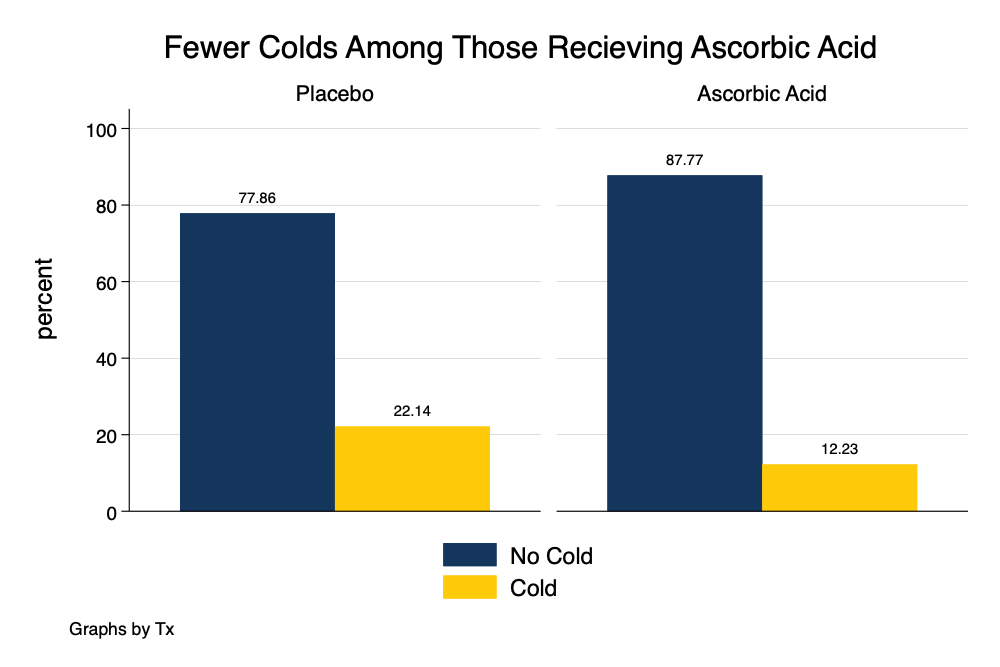 Fewer Colds Among Those Recieving Ascorbic Acid
Placebo
Ascorbic Acid
percent
100
80
60
40
20
0
77.86
22.14
87.77
12.23
No Cold
Cold
Graphs by Tx